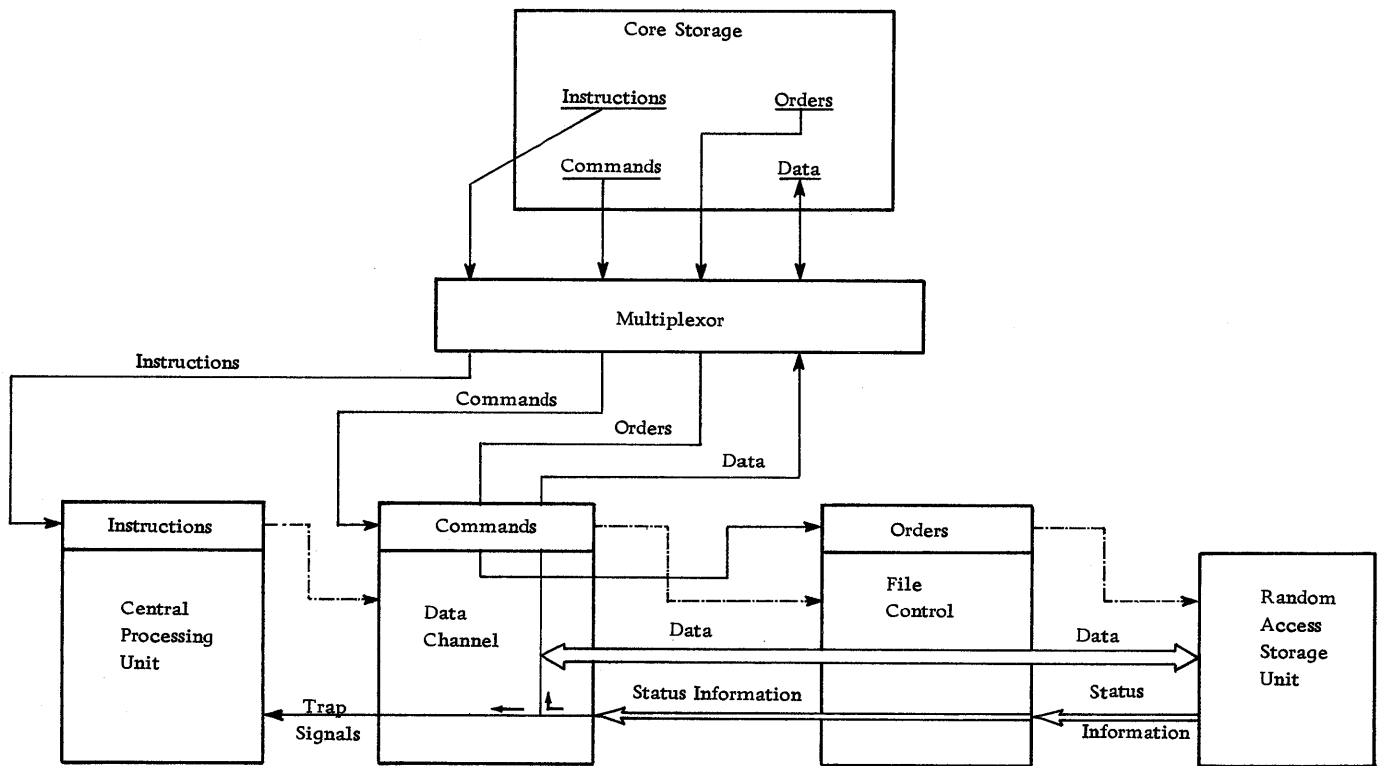 Core Storage
Instructions
Orders
Commands
Data
Multiplexor
Instructions
Commands
Orders
Data
Instructions
Commands
Orders
Central
Processing
Unit
Data
Channel
File
Control
Random
Access
Storage
Unit
Data
Data
Trap
Signals
Status Information
Status
Information